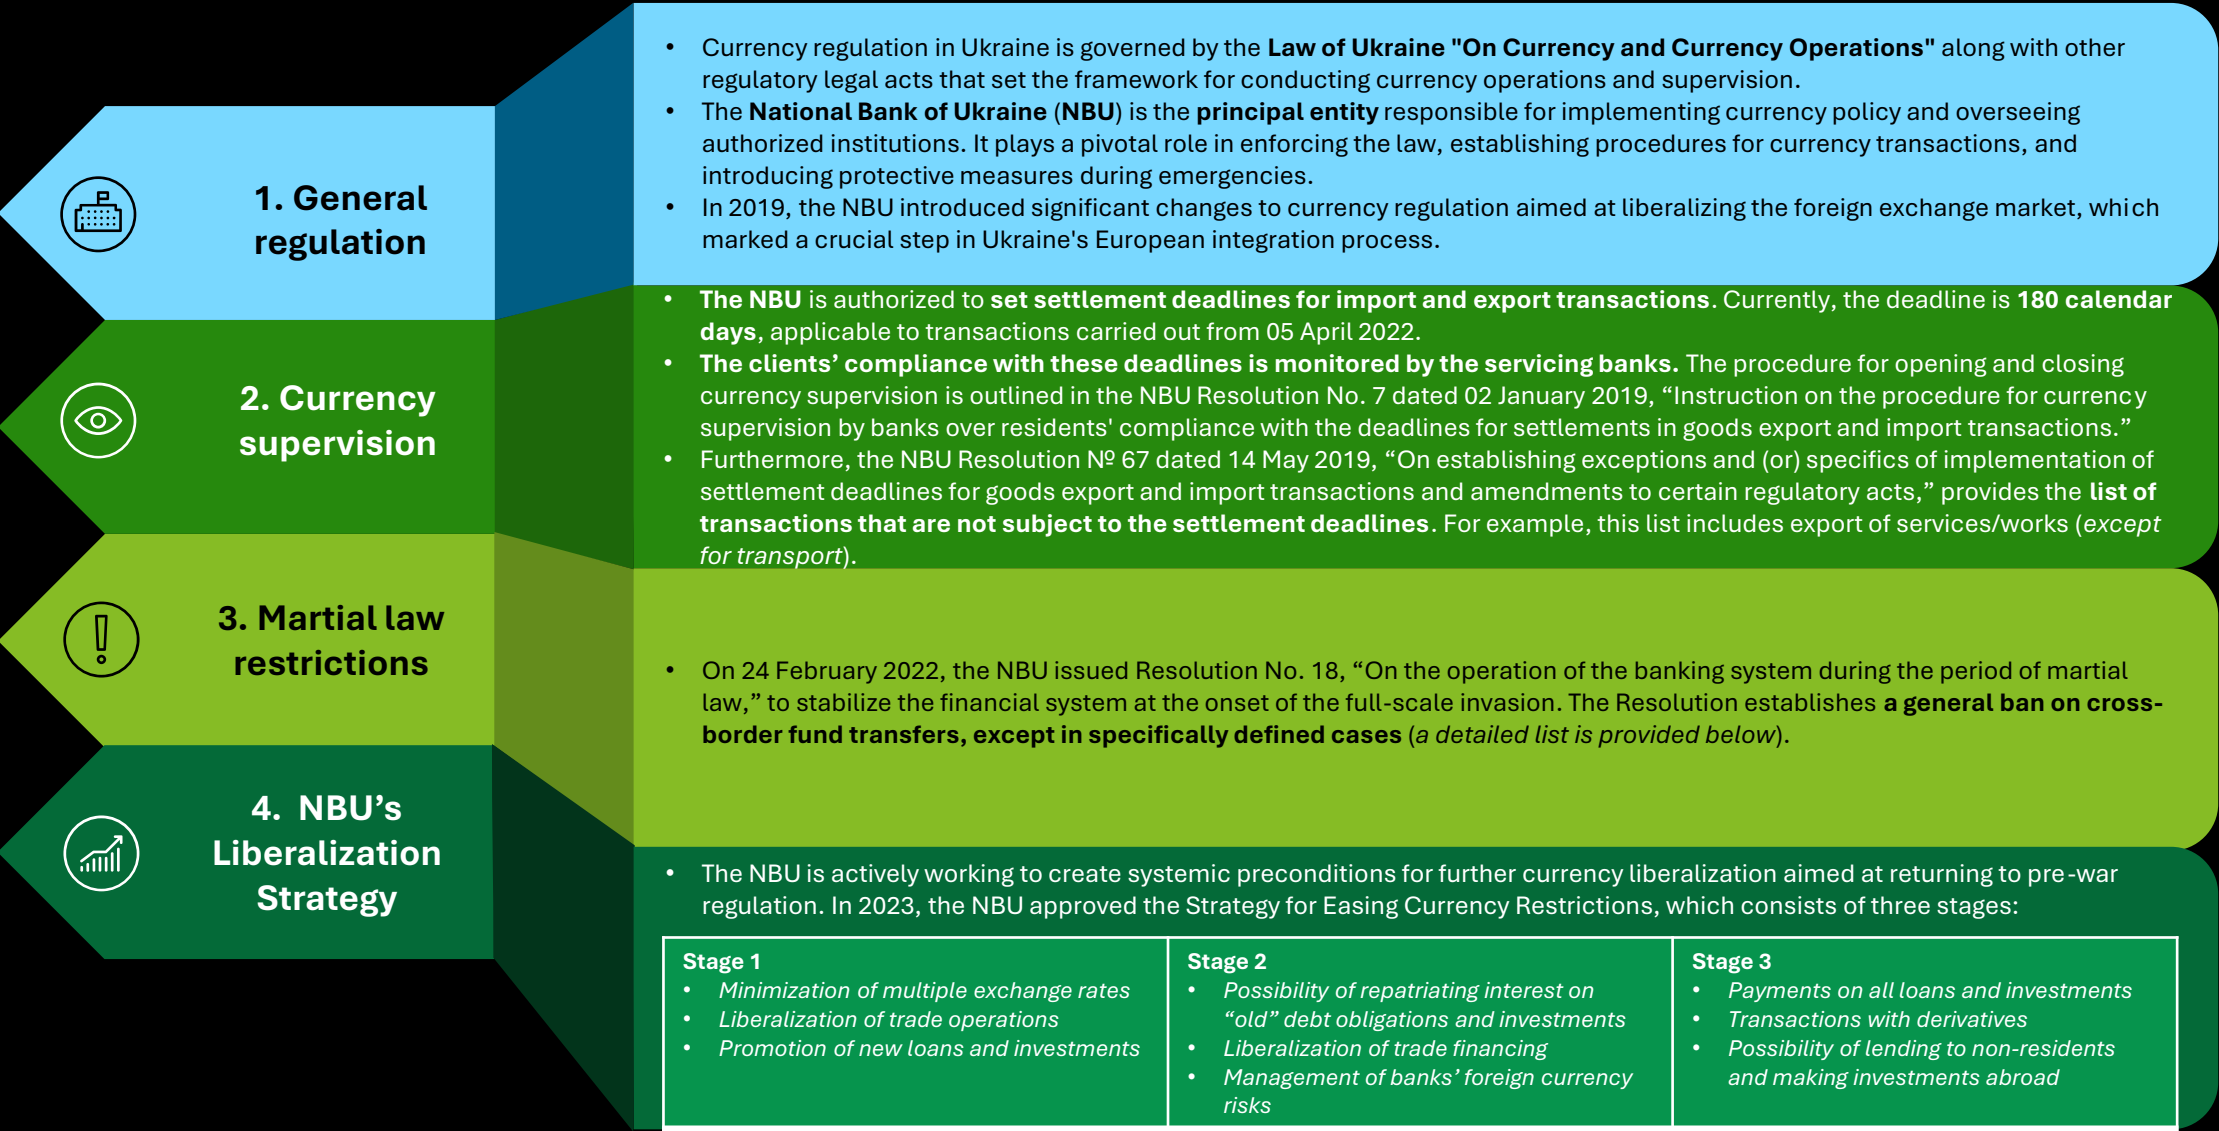 1. General
regulation
• Currency regulation in Ukraine is governed by the Law of Ukraine "On Currency and Currency Operations" along with other
regulatory legal acts that set the framework for conducting currency operations and supervision.
• The National Bank of Ukraine (NBU) is the principal entity responsible for implementing currency policy and overseeing
authorized institutions. It plays a pivotal role in enforcing the law, establishing procedures for currency transactions, and
introducing protective measures during emergencies.
• In 2019, the NBU introduced significant changes to currency regulation aimed at liberalizing the foreign exchange market, which
marked a crucial step in Ukraine's European integration process.
2. Currency
supervision
• The NBU is authorized to set settlement deadlines for import and export transactions. Currently, the deadline is 180 calendar
days, applicable to transactions carried out from 05 April 2022.
• The clients’ compliance with these deadlines is monitored by the servicing banks. The procedure for opening and closing
currency supervision is outlined in the NBU Resolution No. 7 dated 02 January 2019, “Instruction on the procedure for currency
supervision by banks over residents' compliance with the deadlines for settlements in goods export and import transactions.”
• Furthermore, the NBU Resolution № 67 dated 14 May 2019, “On establishing exceptions and (or) specifics of implementation of
settlement deadlines for goods export and import transactions and amendments to certain regulatory acts,” provides the list of
transactions that are not subject to the settlement deadlines. For example, this list includes export of services/works (except
for transport).
3. Martial law
restrictions
• On 24 February 2022, the NBU issued Resolution No. 18, “On the operation of the banking system during the period of martial
law,” to stabilize the financial system at the onset of the full-scale invasion. The Resolution establishes a general ban on cross-
border fund transfers, except in specifically defined cases (a detailed list is provided below).
4. NBU’s
Liberalization
Strategy
• The NBU is actively working to create systemic preconditions for further currency liberalization aimed at returning to pre-war
regulation. In 2023, the NBU approved the Strategy for Easing Currency Restrictions, which consists of three stages:
Stage 1
• Minimization of multiple exchange rates
• Liberalization of trade operations
• Promotion of new loans and investments
Stage 2
• Possibility of repatriating interest on
“old” debt obligations and investments
• Liberalization of trade financing
• Management of banks’ foreign currency
risks
Stage 3
• Payments on all loans and investments
• Transactions with derivatives
• Possibility of lending to non-residents
and making investments abroad